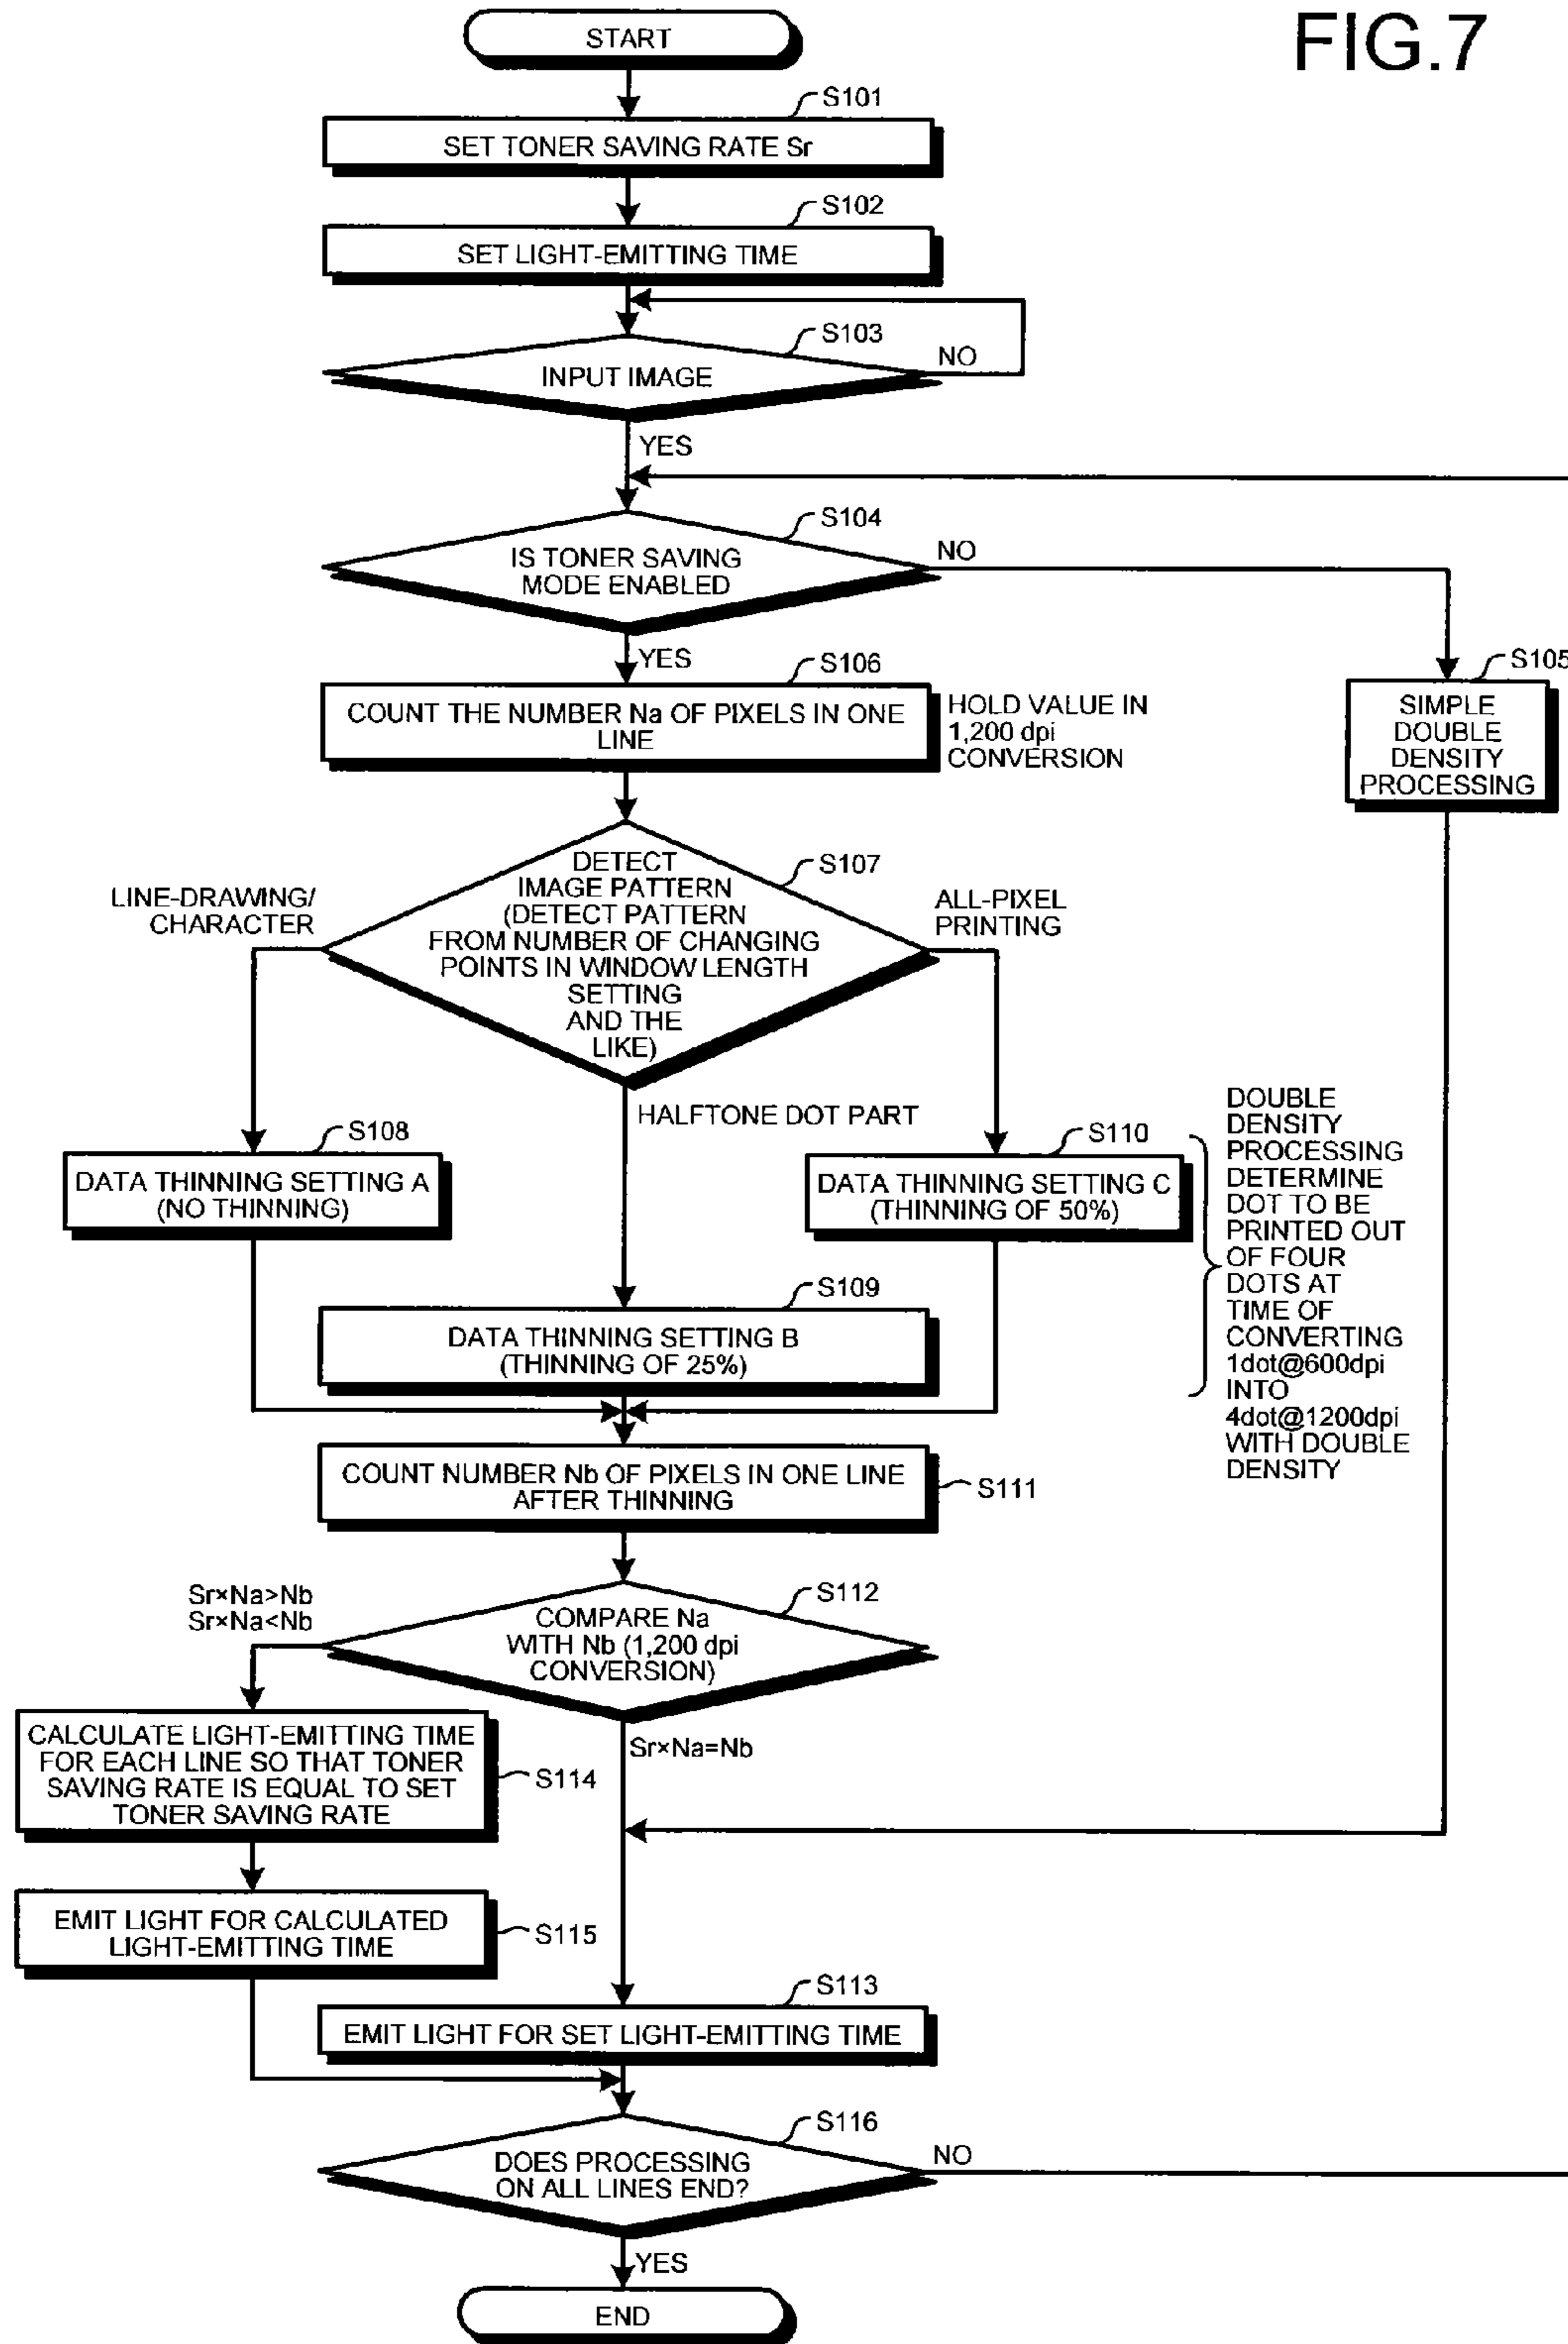 FIG.7
START
S101
SET TONER SAVING RATE Sr
S102
SET LIGHT-EMITTING TIME
S103
INPUT IMAGE
NO
YES
S104
IS TONER SAVING
MODE ENABLED
NO
YES
S106
COUNT THE NUMBER Na OF PIXELS IN ONE
LINE
HOLD VALUE IN
1,200 dpi
CONVERSION
S105
SIMPLE
DOUBLE
DENSITY
PROCESSING
S107
DETECT
IMAGE PATTERN
(DETECT PATTERN
FROM NUMBER OF CHANGING
POINTS IN WINDOW LENGTH
SETTING
AND THE
LIKE)
LINE-DRAWING/
CHARACTER
ALL-PIXEL
PRINTING
HALFTONE DOT PART
S108
DATA THINNING SETTING A
(NO THINNING)
S110
DATA THINNING SETTING C
(THINNING OF 50%)
S109
DATA THINNING SETTING B
(THINNING OF 25%)
DOUBLE
DENSITY
PROCESSING
DETERMINE
DOT TO BE
PRINTED OUT
OF FOUR
DOTS AT
TIME OF
CONVERTING
1dot@600dpi
INTO
4dot@1200dpi
WITH DOUBLE
DENSITY
COUNT NUMBER Nb OF PIXELS IN ONE LINE
AFTER THINNING
S111
S112
COMPARE Na
WITH Nb (1,200 dpi
CONVERSION)
Sr×Na>Nb
Sr×Na<Nb
Sr×Na=Nb
CALCULATE LIGHT-EMITTING TIME
FOR EACH LINE SO THAT TONER
SAVING RATE IS EQUAL TO SET
TONER SAVING RATE
S114
EMIT LIGHT FOR CALCULATED
LIGHT-EMITTING TIME
S115
S113
EMIT LIGHT FOR SET LIGHT-EMITTING TIME
S116
DOES PROCESSING
ON ALL LINES END?
NO
YES
END